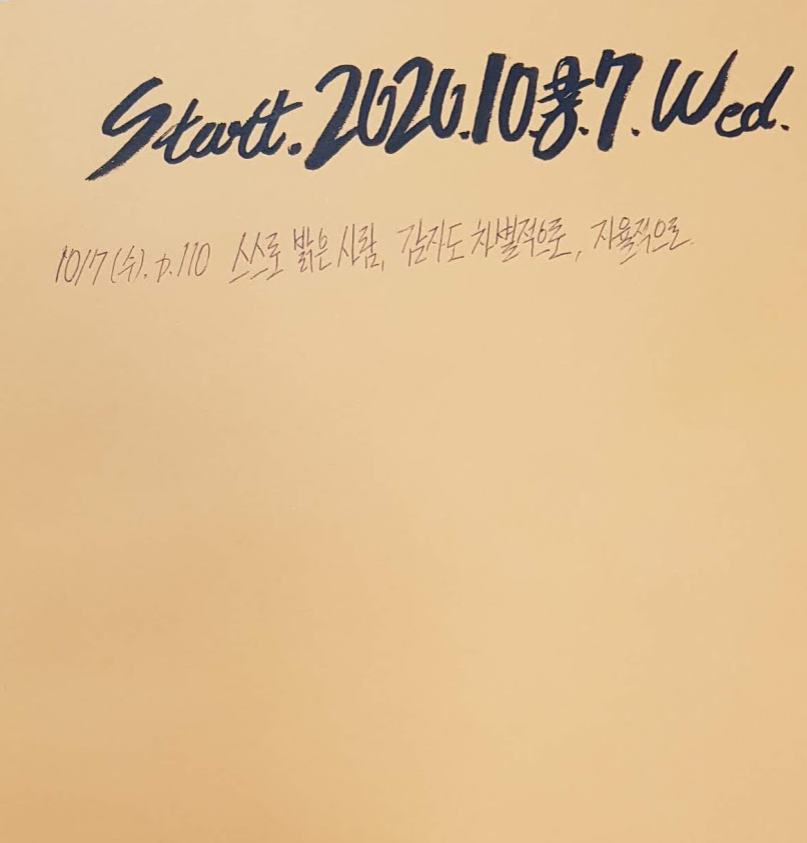 Start. 2020.10.7. Wed.
10/7(수). p.110 스스로 밝은 사람, 감자도 차별적으로, 자율적으로.